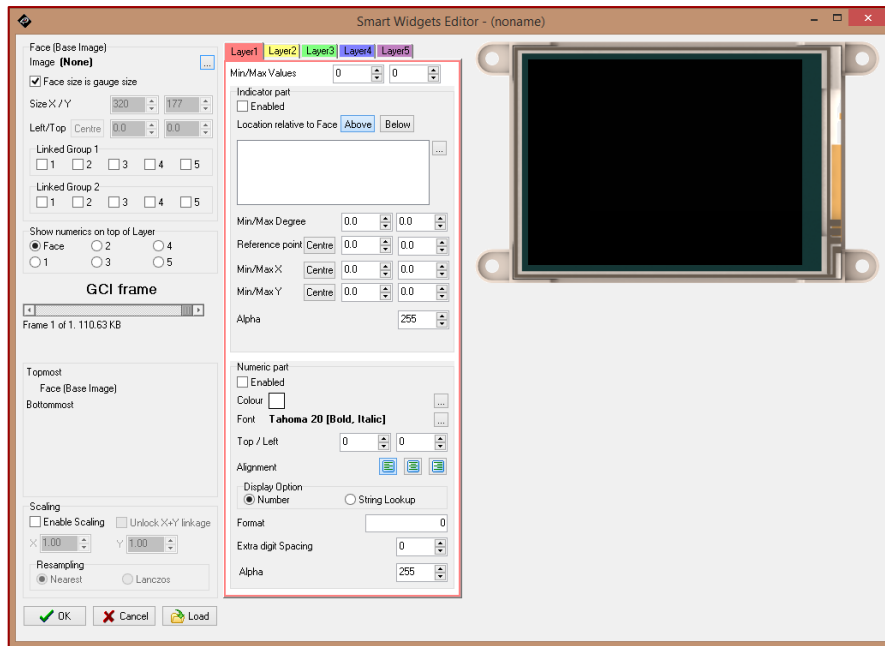 Smart Widgets Editor - (noname)
Face (Base Image)
Image (None)
...
Face size is gauge size
Size X / Y 320 177
Left/Top Centre 0.0 0.0
Linked Group 1
1 2 3 4 5
Linked Group 2
1 2 3 4 5
Show numerics on top of Layer
Face 2 4
1 3 5
GCI frame
Frame 1 of 1. 110.63 KB
Topmost
Face (Base Image)
Bottommost
Scaling
Enable Scaling Unlock X+Y linkage
X 1.00 Y 1.00
Resampling
Nearest Lanczos
OK Cancel Load
Layer1 Layer2 Layer3 Layer4 Layer5
Min/Max Values 0 0
Indicator part
Enabled
Location relative to Face Above Below
...
Min/Max Degree 0.0 0.0
Reference point Centre 0.0 0.0
Min/Max X Centre 0.0 0.0
Min/Max Y Centre 0.0 0.0
Alpha 255
Numeric part
Enabled
Colour ...
Font Tahoma 20 [Bold, Italic] ...
Top / Left 0 0
Alignment
Display Option
Number String Lookup
Format 0
Extra digit Spacing 0
Alpha 255